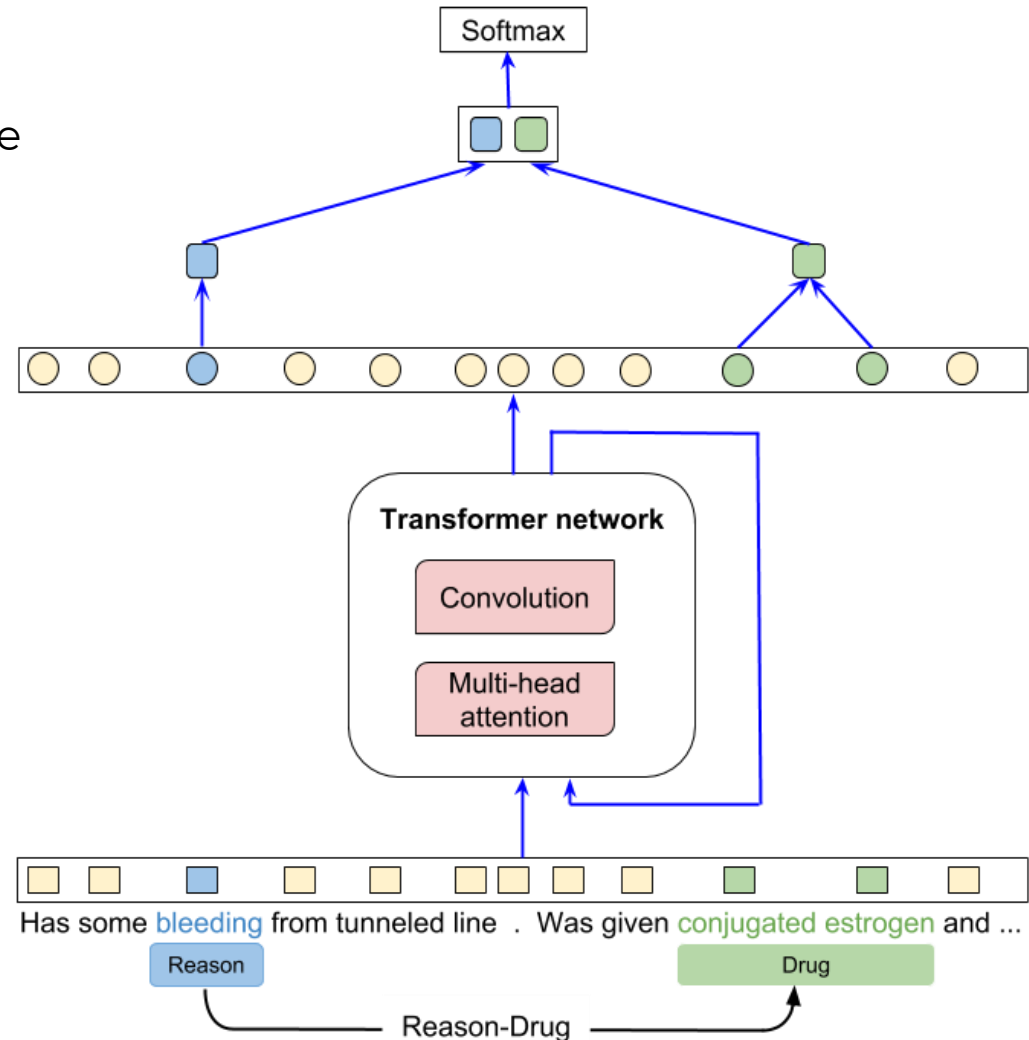 Softmax
e
Transformer network
Convolution
Multi-head
attention
Has some bleeding from tunneled line . Was given conjugated estrogen and ...
Reason
Drug
Reason-Drug